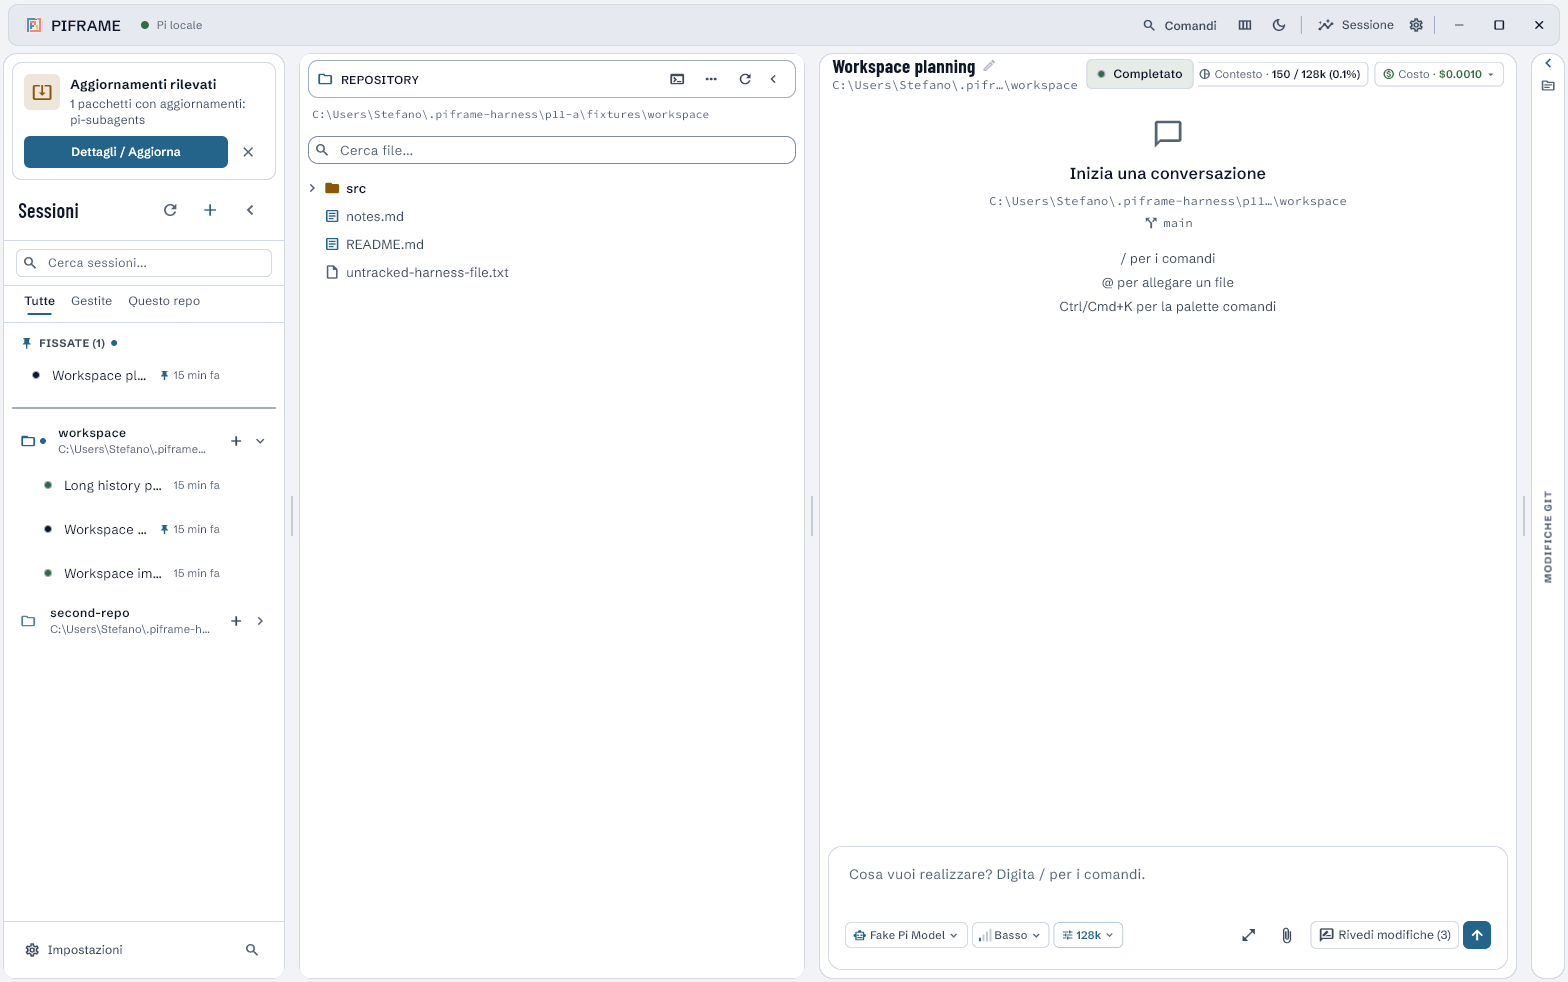 PIFRAME
Pi locale
Comandi
Sessione
Aggiornamenti rilevati
1 pacchetti con aggiornamenti:
pi-subagents
Dettagli / Aggiorna
Sessioni
Cerca sessioni...
Tutte
Gestite
Questo repo
FISSATE (1)
Workspace pl... 15 min fa
workspace
C:\Users\Stefano\.piframe...
Long history p... 15 min fa
Workspace ... 15 min fa
Workspace im... 15 min fa
second-repo
C:\Users\Stefano\.piframe-h...
Impostazioni
REPOSITORY
C:\Users\Stefano\.piframe-harness\p11-a\fixtures\workspace
Cerca file...
src
notes.md
README.md
untracked-harness-file.txt
Workspace planning
C:\Users\Stefano\.pifr…\workspace
Completato
Contesto · 150 / 128k (0.1%)
Costo · $0.0010
Inizia una conversazione
C:\Users\Stefano\.piframe-harness\p11…\workspace
main
/ per i comandi
@ per allegare un file
Ctrl/Cmd+K per la palette comandi
Cosa vuoi realizzare? Digita / per i comandi.
Fake Pi Model
Basso
128k
Rivedi modifiche (3)
MODIFICHE GIT